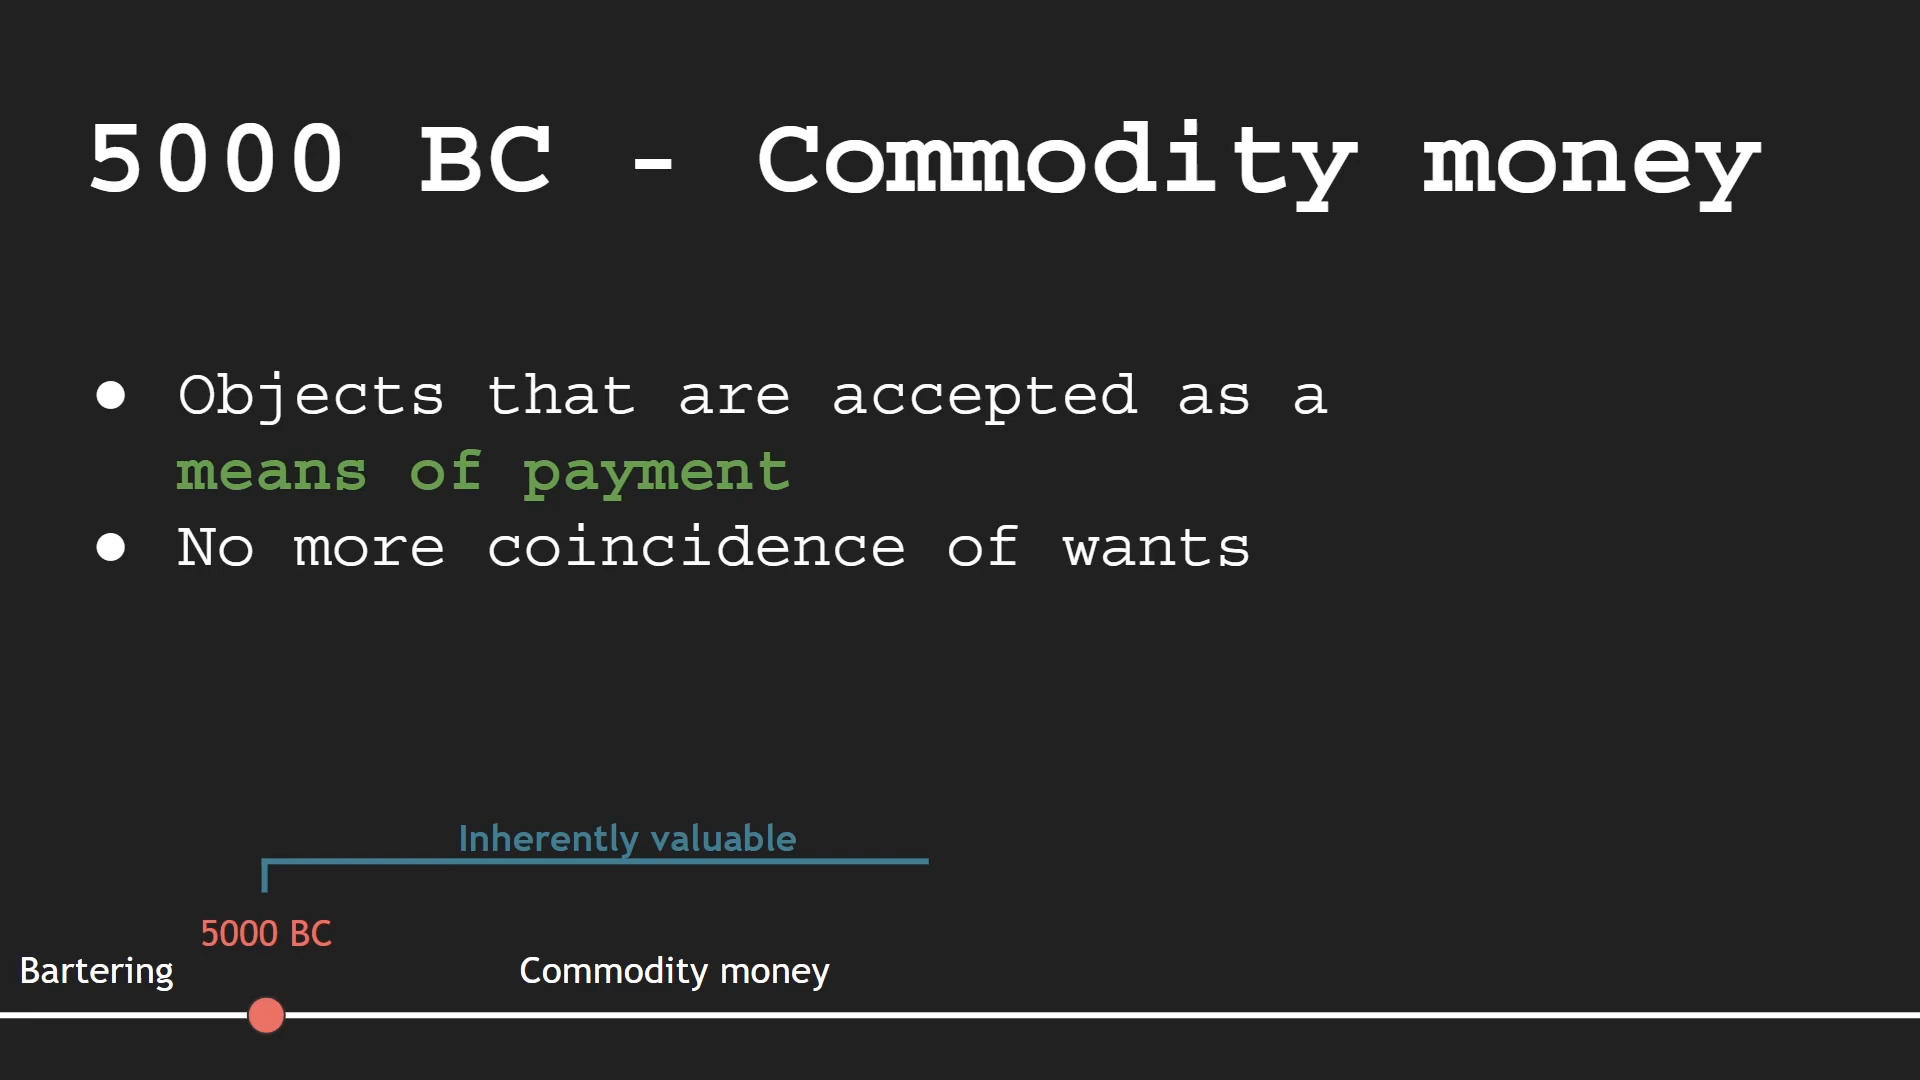 5000 BC - Commodity money
● Objects that are accepted as a
means of payment
● No more coincidence of wants
Inherently valuable
5000 BC
Bartering
Commodity money